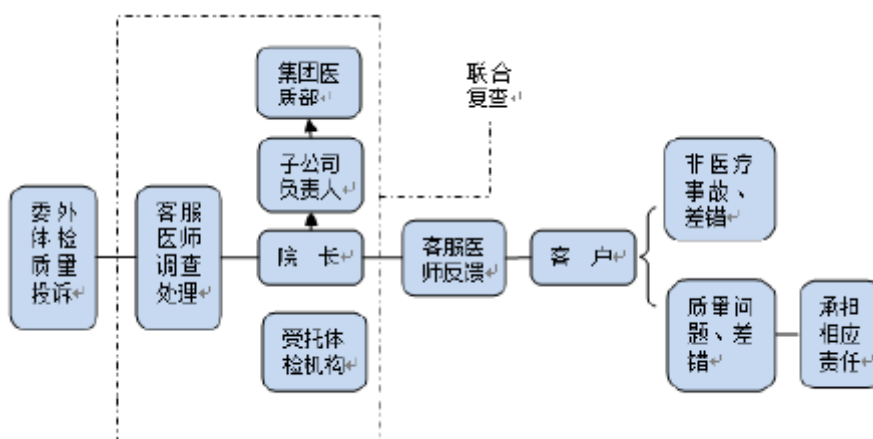 集团医
质部
联合
复查
子公司
负责人
非医疗
事故、
差错
委外
体检
质量
投诉
客服
医师
调查
处理
院 长
客服医
师反馈
客 户
受托体
检机构
质量问
题、差
错
承相
相应
责任